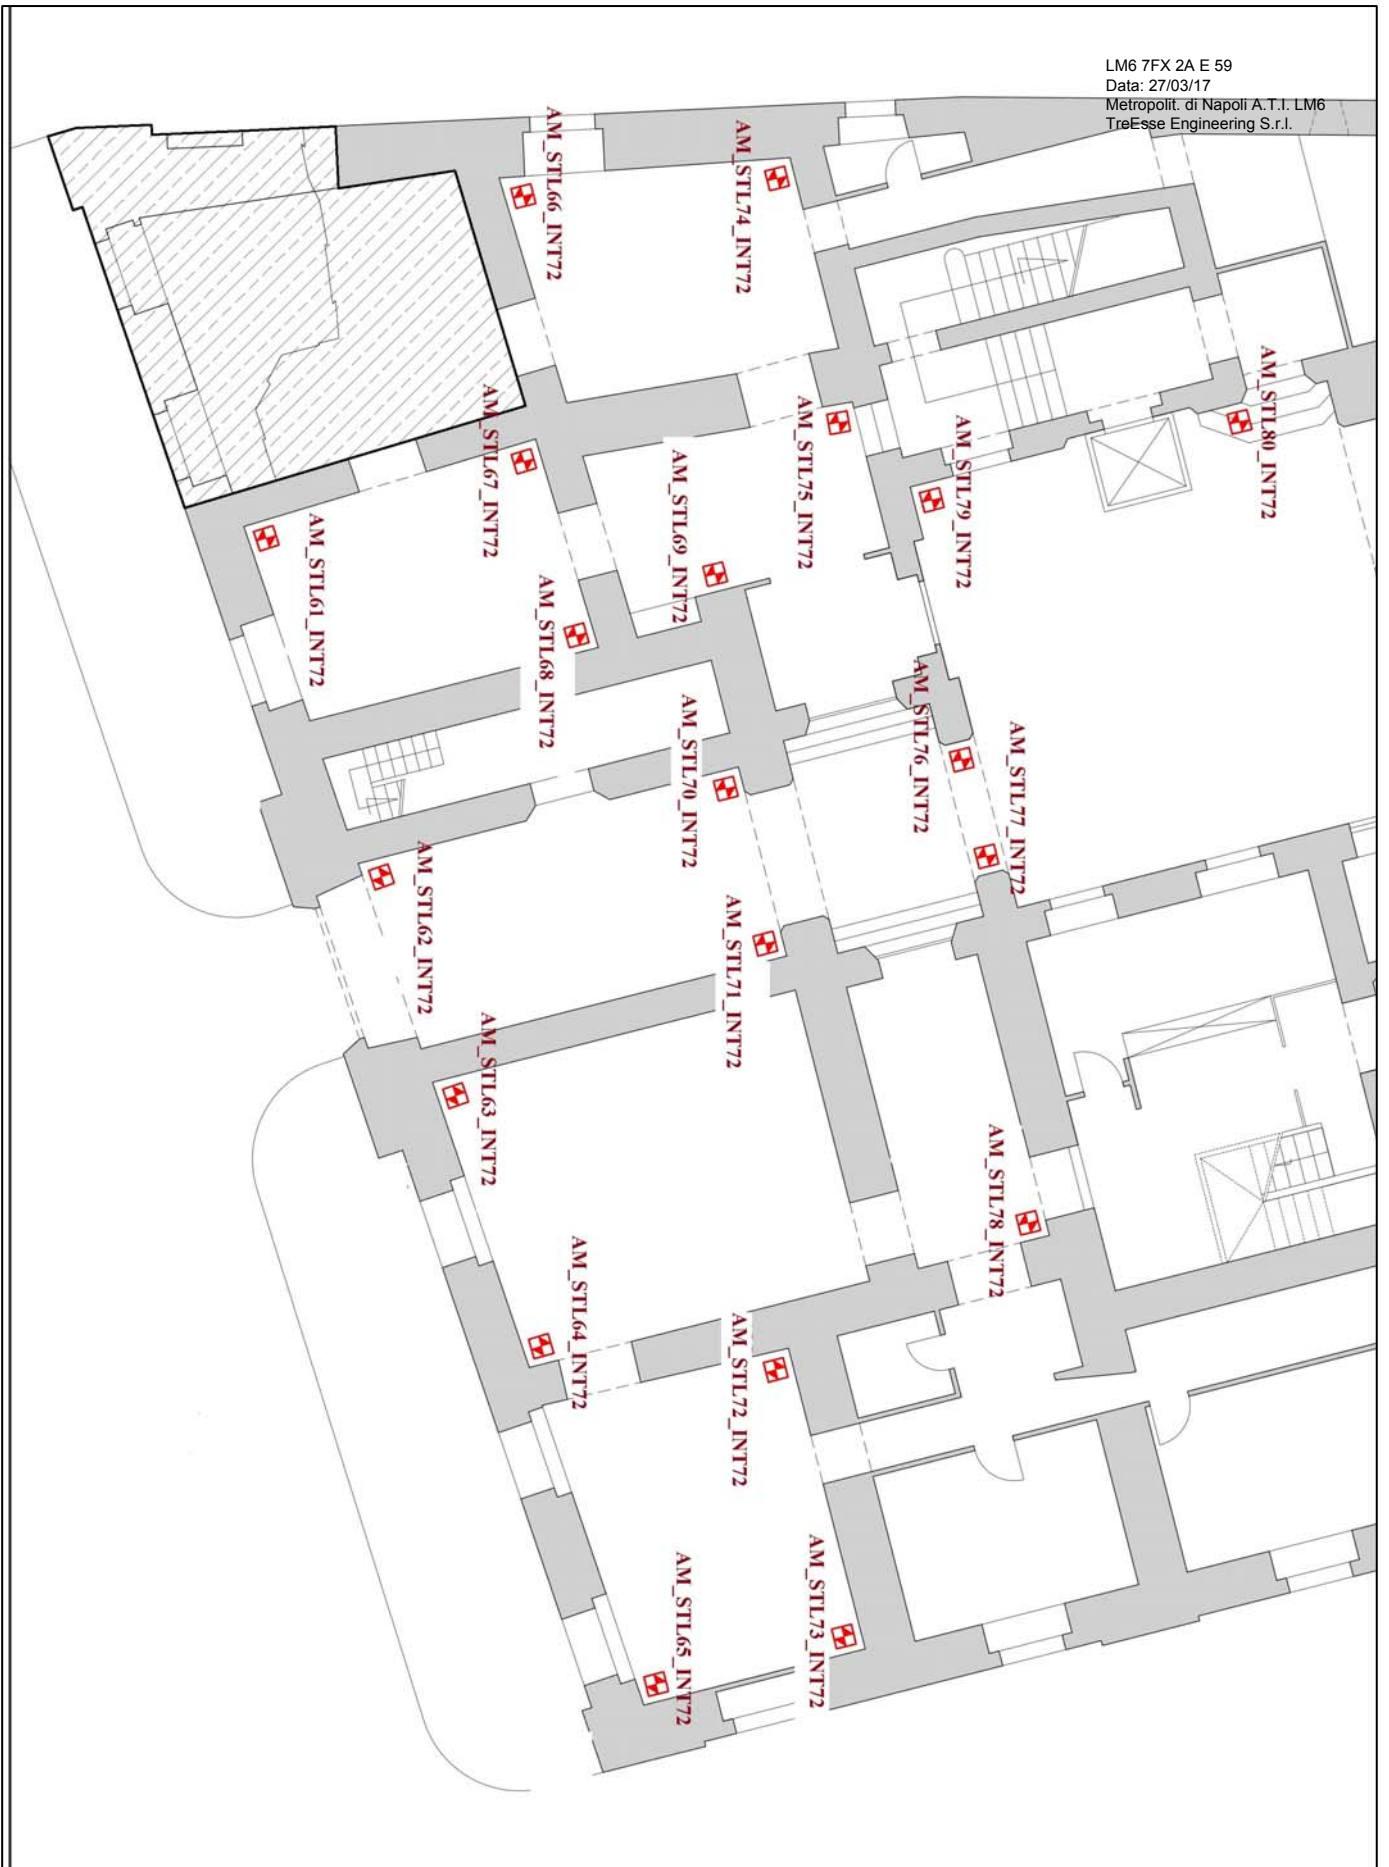 LM6 7FX 2A E 59
Data: 27/03/17
Metropolit. di Napoli A.T.I. LM6
TreEsse Engineering S.r.l.
AM_STL66_INT72
AM_STL74_INT72
AM_STL80_INT72
AM_STL67_INT72
AM_STL75_INT72
AM_STL79_INT72
AM_STL69_INT72
AM_STL61_INT72
AM_STL68_INT72
AM_STL76_INT72
AM_STL70_INT72
AM_STL77_INT72
AM_STL62_INT72
AM_STL71_INT72
AM_STL63_INT72
AM_STL78_INT72
AM_STL64_INT72
AM_STL72_INT72
AM_STL73_INT72
AM_STL65_INT72